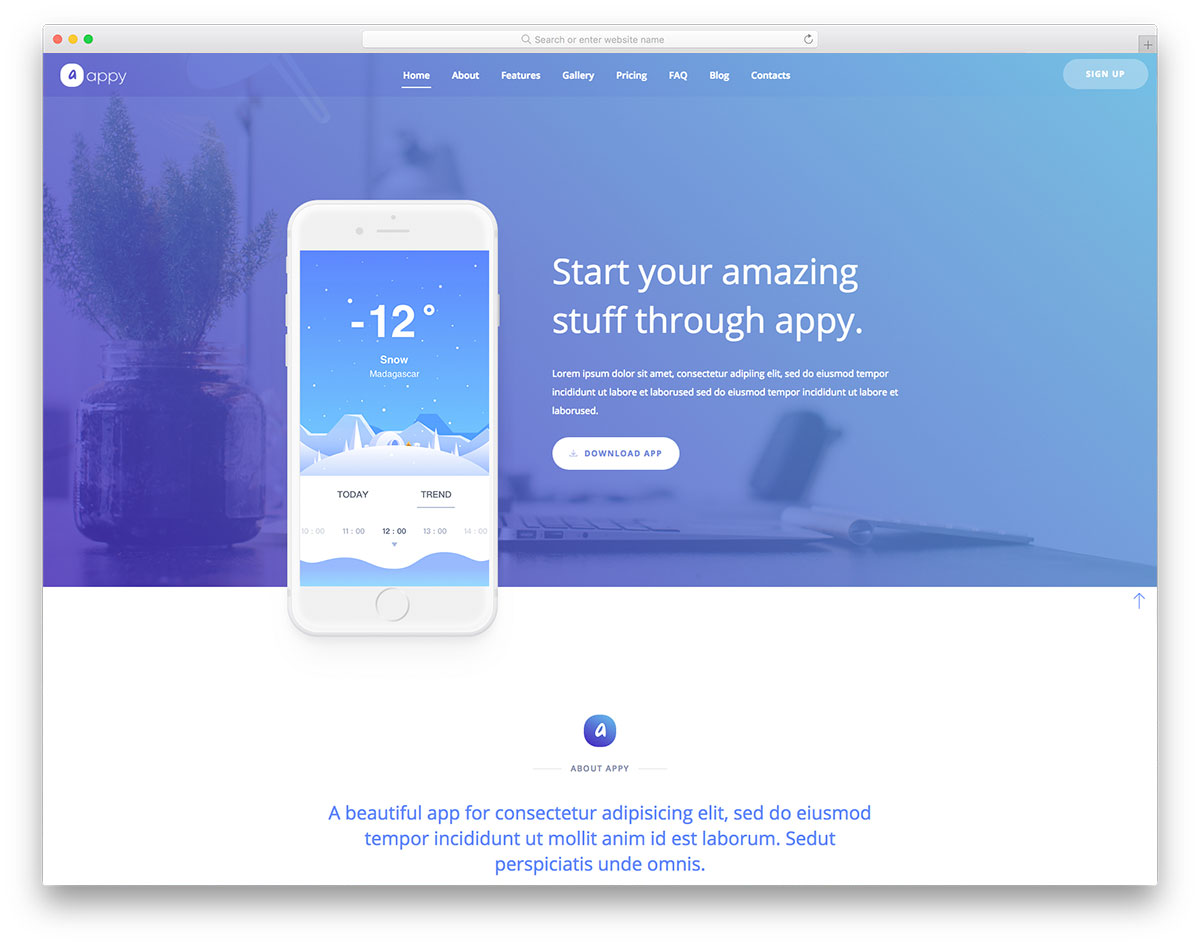 Search or enter website name
a appy
Home About Features Gallery Pricing FAQ Blog Contacts
SIGN UP
-12°
Snow
Madagascar
TODAY TREND
10 : 00 11 : 00 12 : 00 13 : 00 14 : 00
Start your amazing
stuff through appy.
Lorem ipsum dolor sit amet, consectetur adipiing elit, sed do eiusmod tempor
incididunt ut labore et laborused sed do eiusmod tempor incididunt ut labore et
laborused.
DOWNLOAD APP
a
ABOUT APPY
A beautiful app for consectetur adipisicing elit, sed do eiusmod
tempor incididunt ut mollit anim id est laborum. Sedut
perspiciatis unde omnis.